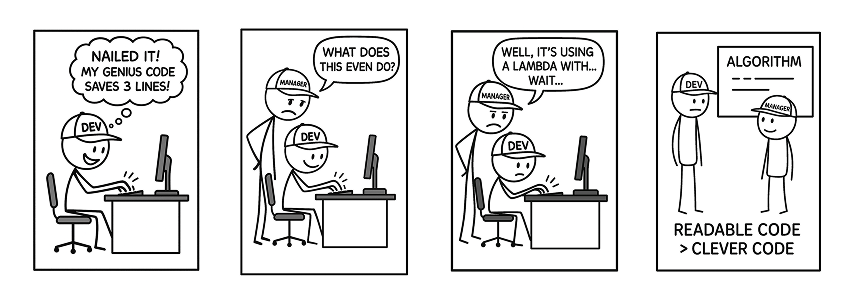 NAILED IT!
MY GENIUS CODE
SAVES 3 LINES!
DEV
WHAT DOES
THIS EVEN DO?
MANAGER
DEV
WELL, IT'S USING
A LAMBDA WITH...
WAIT...
MANAGER
DEV
ALGORITHM
DEV
MANAGER
READABLE CODE
> CLEVER CODE